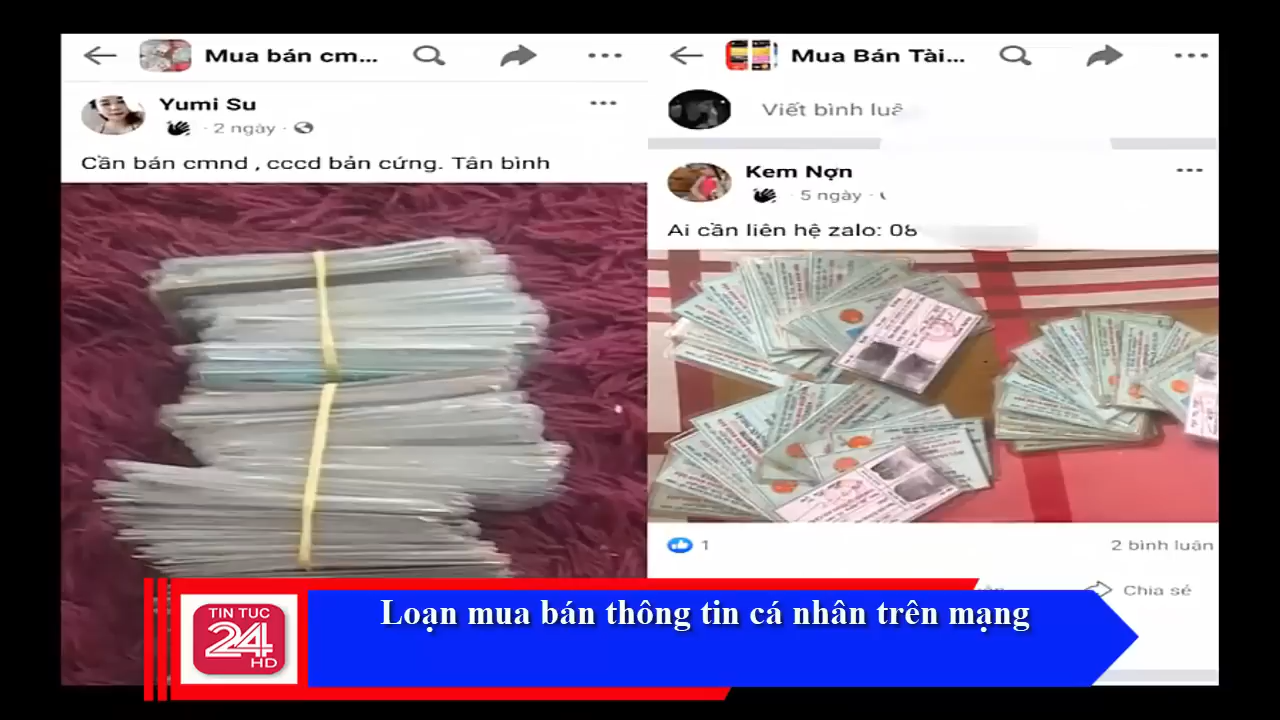 Mua bán cm...
Yumi Su
2 ngày
Cần bán cmnd , cccd bản cứng. Tân bình
Mua Bán Tài...
Viết bình luậ
Kem Nợn
5 ngày
Ai cần liên hệ zalo: 08
1
2 bình luận
Chia sẻ
TIN TUC
24
HD
Loạn mua bán thông tin cá nhân trên mạng